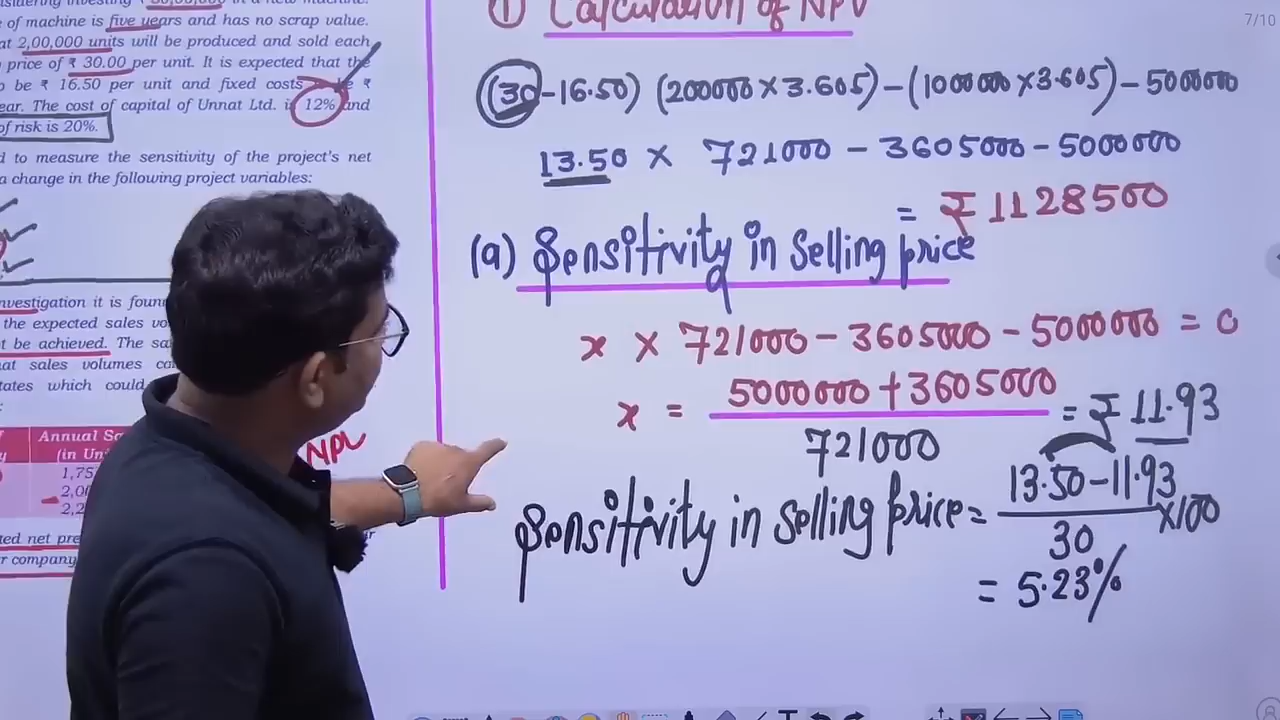 of machine is five years and has no scrap value.
at 2,00,000 units will be produced and sold each
price of ₹ 30.00 per unit. It is expected that the
be ₹ 16.50 per unit and fixed costs ₹
ear. The cost of capital of Unnat Ltd. is 12% and
of risk is 20%.
d to measure the sensitivity of the project's net
a change in the following project variables:
nvestigation it is foun
the expected sales vo
t be achieved. The sa
at sales volumes ca
tates which could
Annual Sa
(in Un
1,75
2,00
2,2
NPV
ted net pre
r company
7/10
① Calculation of NPV
(30-16.50) (200000×3.605) - (1000000×3.605) - 5000000
13.50 × 721000 - 3605000 - 5000000
= ₹ 1128500
(a) Sensitivity in Selling price
x × 721000 - 3605000 - 5000000 = 0
x = 5000000 + 3605000 = ₹ 11.93
721000
Sensitivity in Selling price = 13.50-11.93 ×100
30
= 5.23%